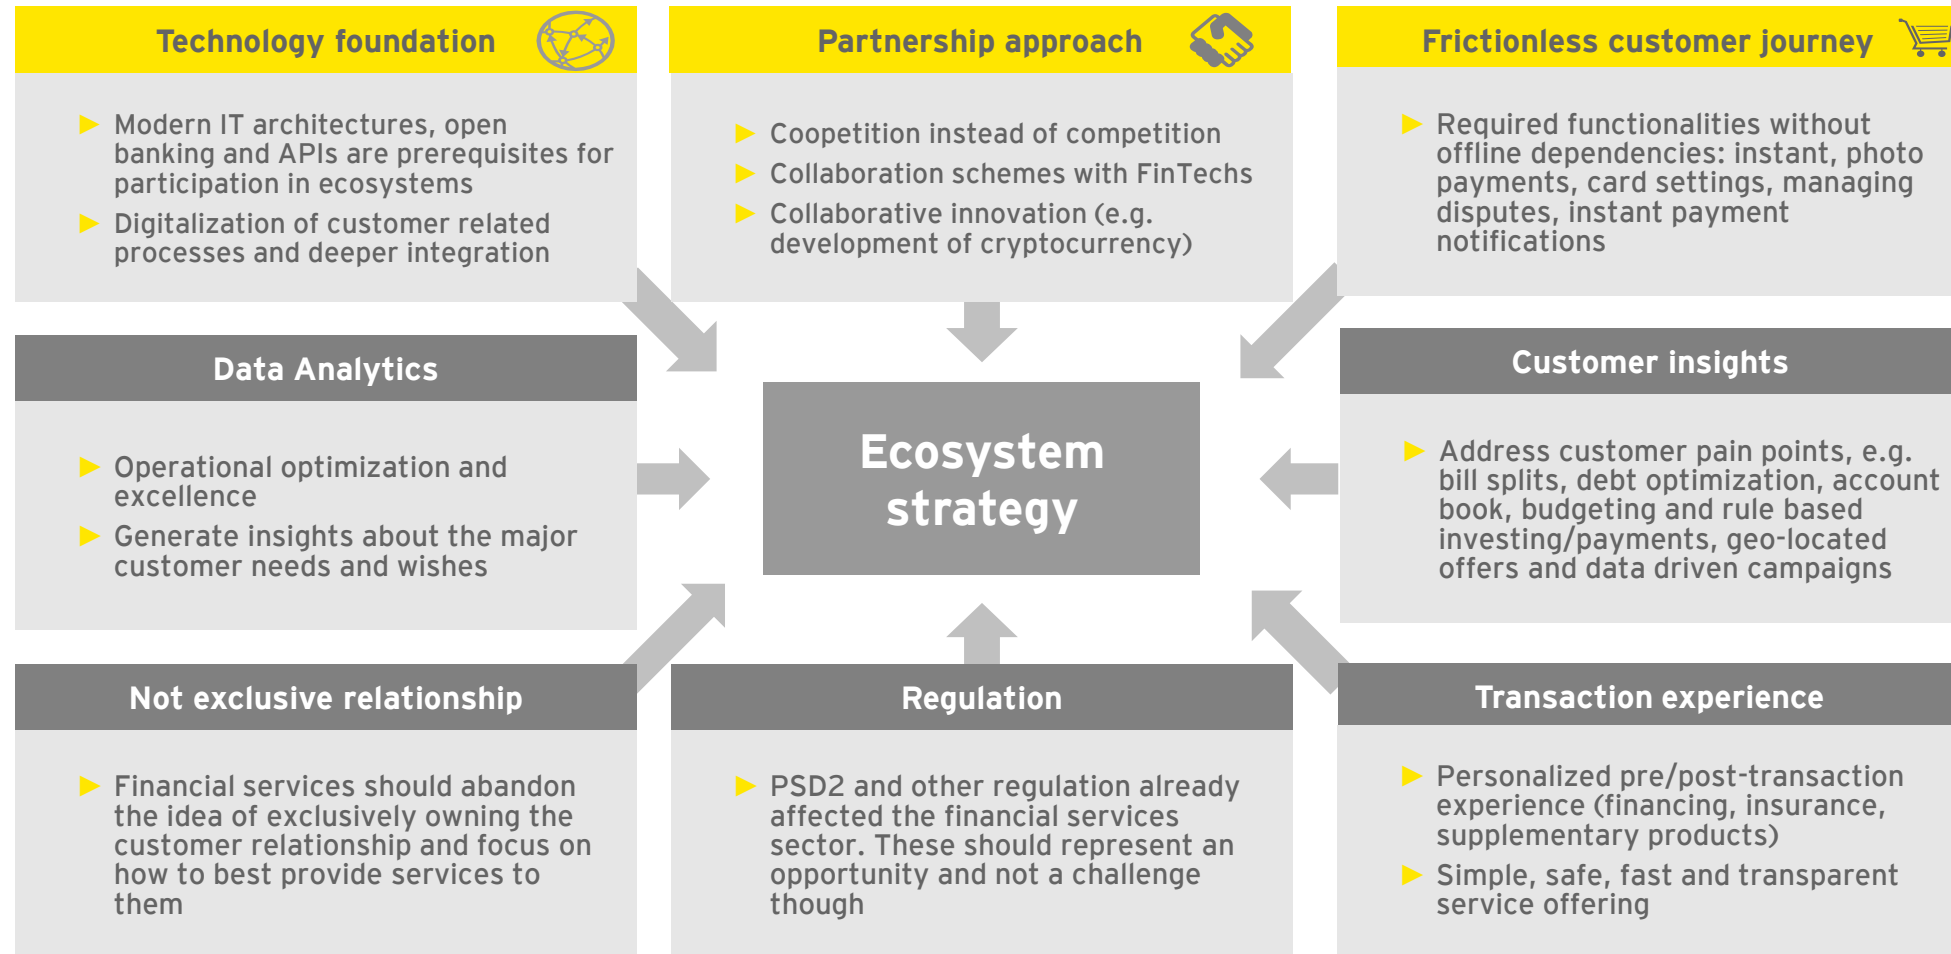 Technology foundation
Modern IT architectures, open
banking and APIs are prerequisites for
participation in ecosystems
Digitalization of customer related
processes and deeper integration
Partnership approach
Coopetition instead of competition
Collaboration schemes with FinTechs
Collaborative innovation (e.g.
development of cryptocurrency)
Frictionless customer journey
Required functionalities without
offline dependencies: instant, photo
payments, card settings, managing
disputes, instant payment
notifications
Data Analytics
Operational optimization and
excellence
Generate insights about the major
customer needs and wishes
Ecosystem
strategy
Customer insights
Address customer pain points, e.g.
bill splits, debt optimization, account
book, budgeting and rule based
investing/payments, geo-located
offers and data driven campaigns
Not exclusive relationship
Financial services should abandon
the idea of exclusively owning the
customer relationship and focus on
how to best provide services to
them
Regulation
PSD2 and other regulation already
affected the financial services
sector. These should represent an
opportunity and not a challenge
though
Transaction experience
Personalized pre/post-transaction
experience (financing, insurance,
supplementary products)
Simple, safe, fast and transparent
service offering